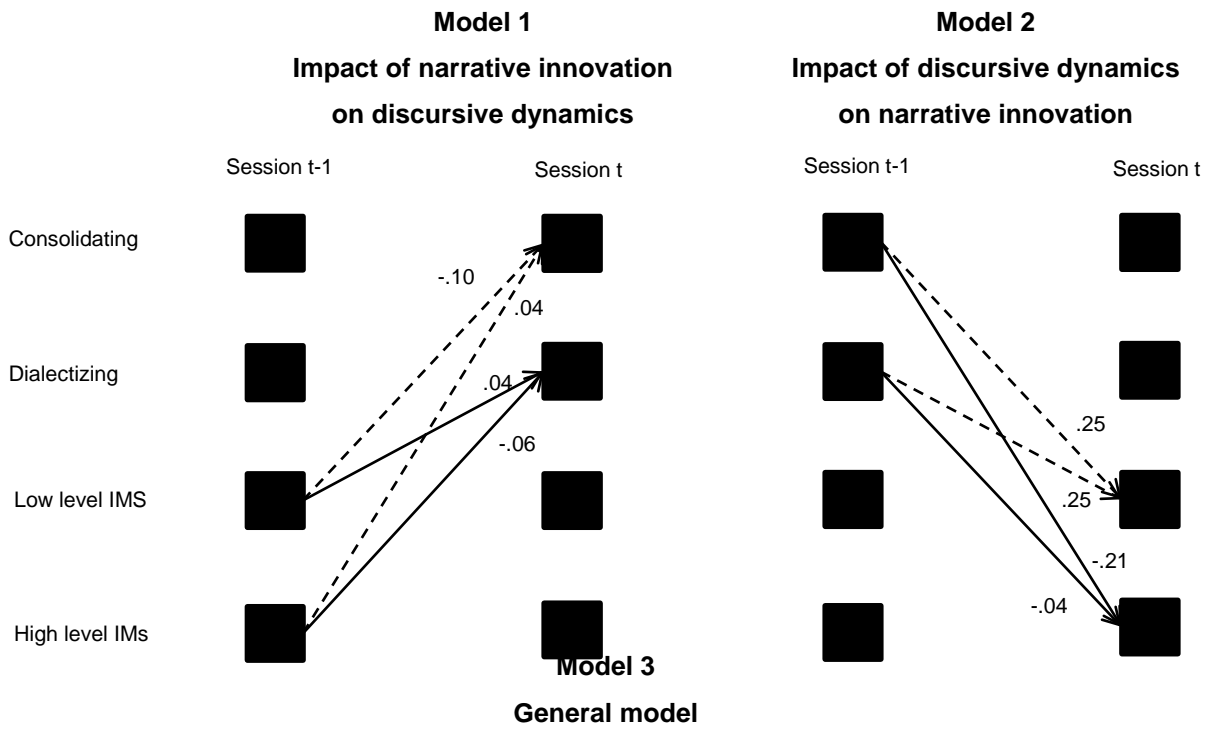 Model 1
Impact of narrative innovation
on discursive dynamics
Model 2
Impact of discursive dynamics
on narrative innovation
Session t-1
Session t
Session t-1
Session t
Consolidating
-.10
.04
Dialectizing
.04
-.06
.25
Low level IMS
.25
-.21
-.04
High level IMs
Model 3
General model